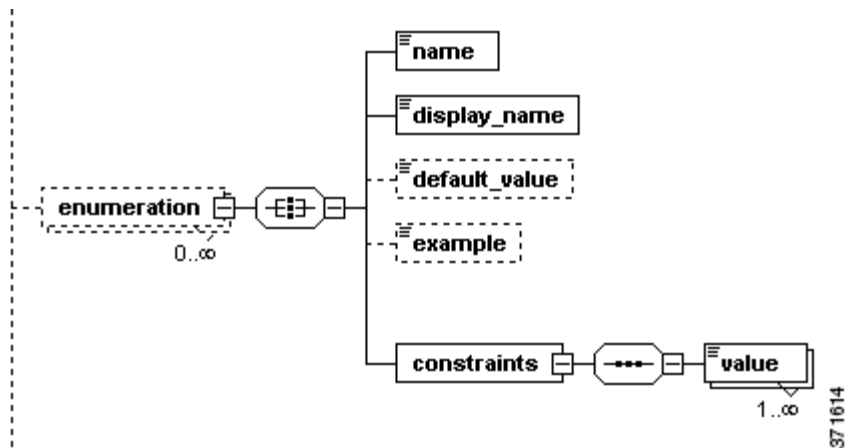 name
display_name
default_value
enumeration
0..∞
example
constraints
value
1..∞
371614